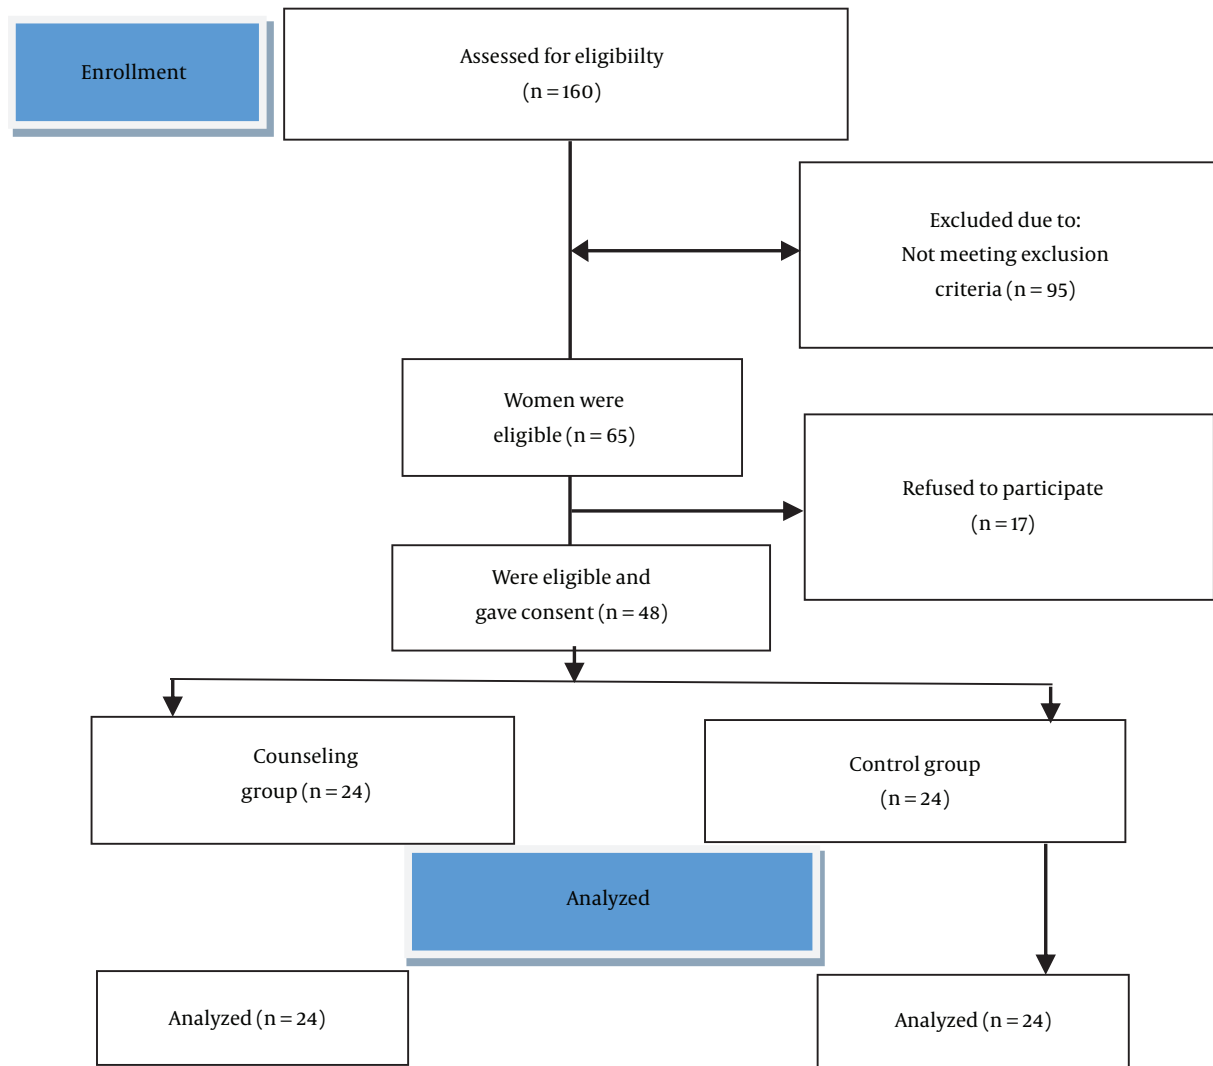 Enrollment
Assessed for eligibiilty
(n = 160)
Excluded due to:
Not meeting exclusion
criteria (n = 95)
Women were
eligible (n = 65)
Refused to participate
(n = 17)
Were eligible and
gave consent (n = 48)
Counseling
group (n = 24)
Control group
(n = 24)
Analyzed
Analyzed (n = 24)
Analyzed (n = 24)